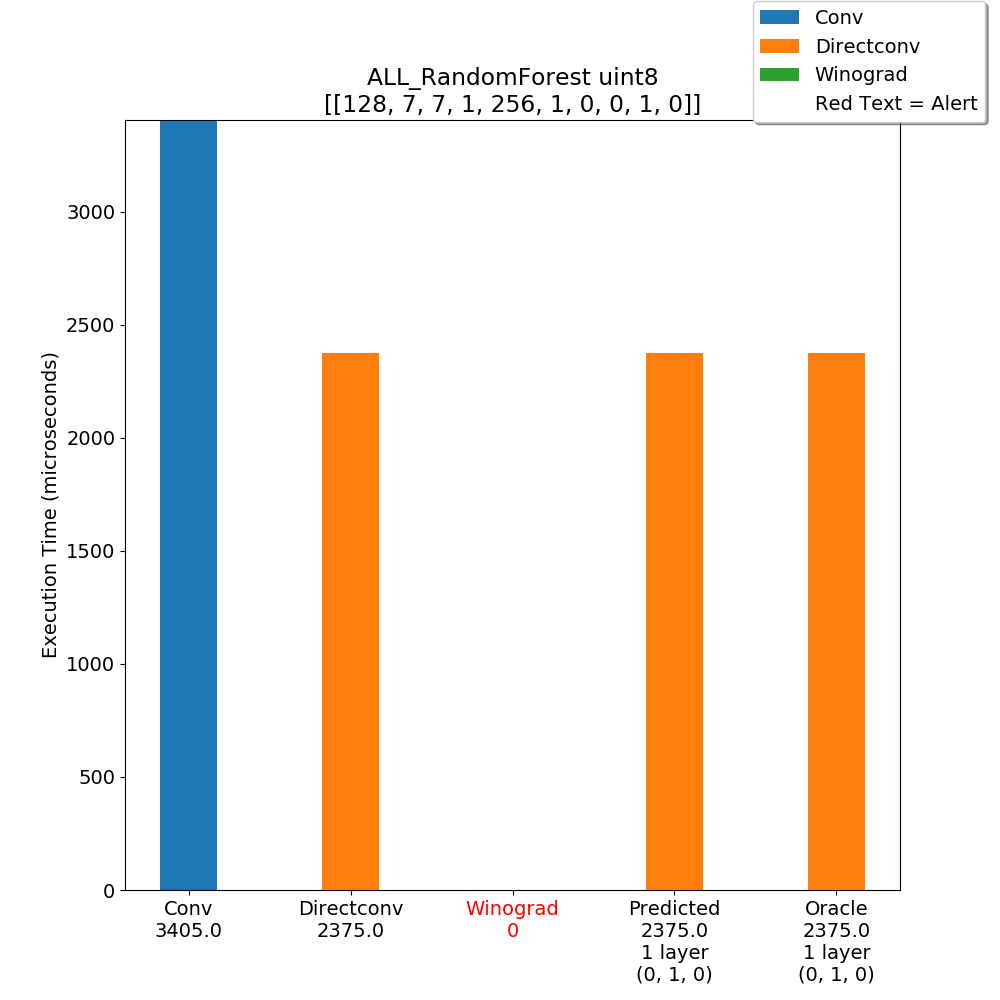 Conv
Directconv
Winograd
Red Text = Alert
ALL_RandomForest uint8
[[128, 7, 7, 1, 256, 1, 0, 0, 1, 0]]
Execution Time (microseconds)
3000
2500
2000
1500
1000
500
0
Conv
3405.0
Directconv
2375.0
Winograd
0
Predicted
2375.0
1 layer
(0, 1, 0)
Oracle
2375.0
1 layer
(0, 1, 0)